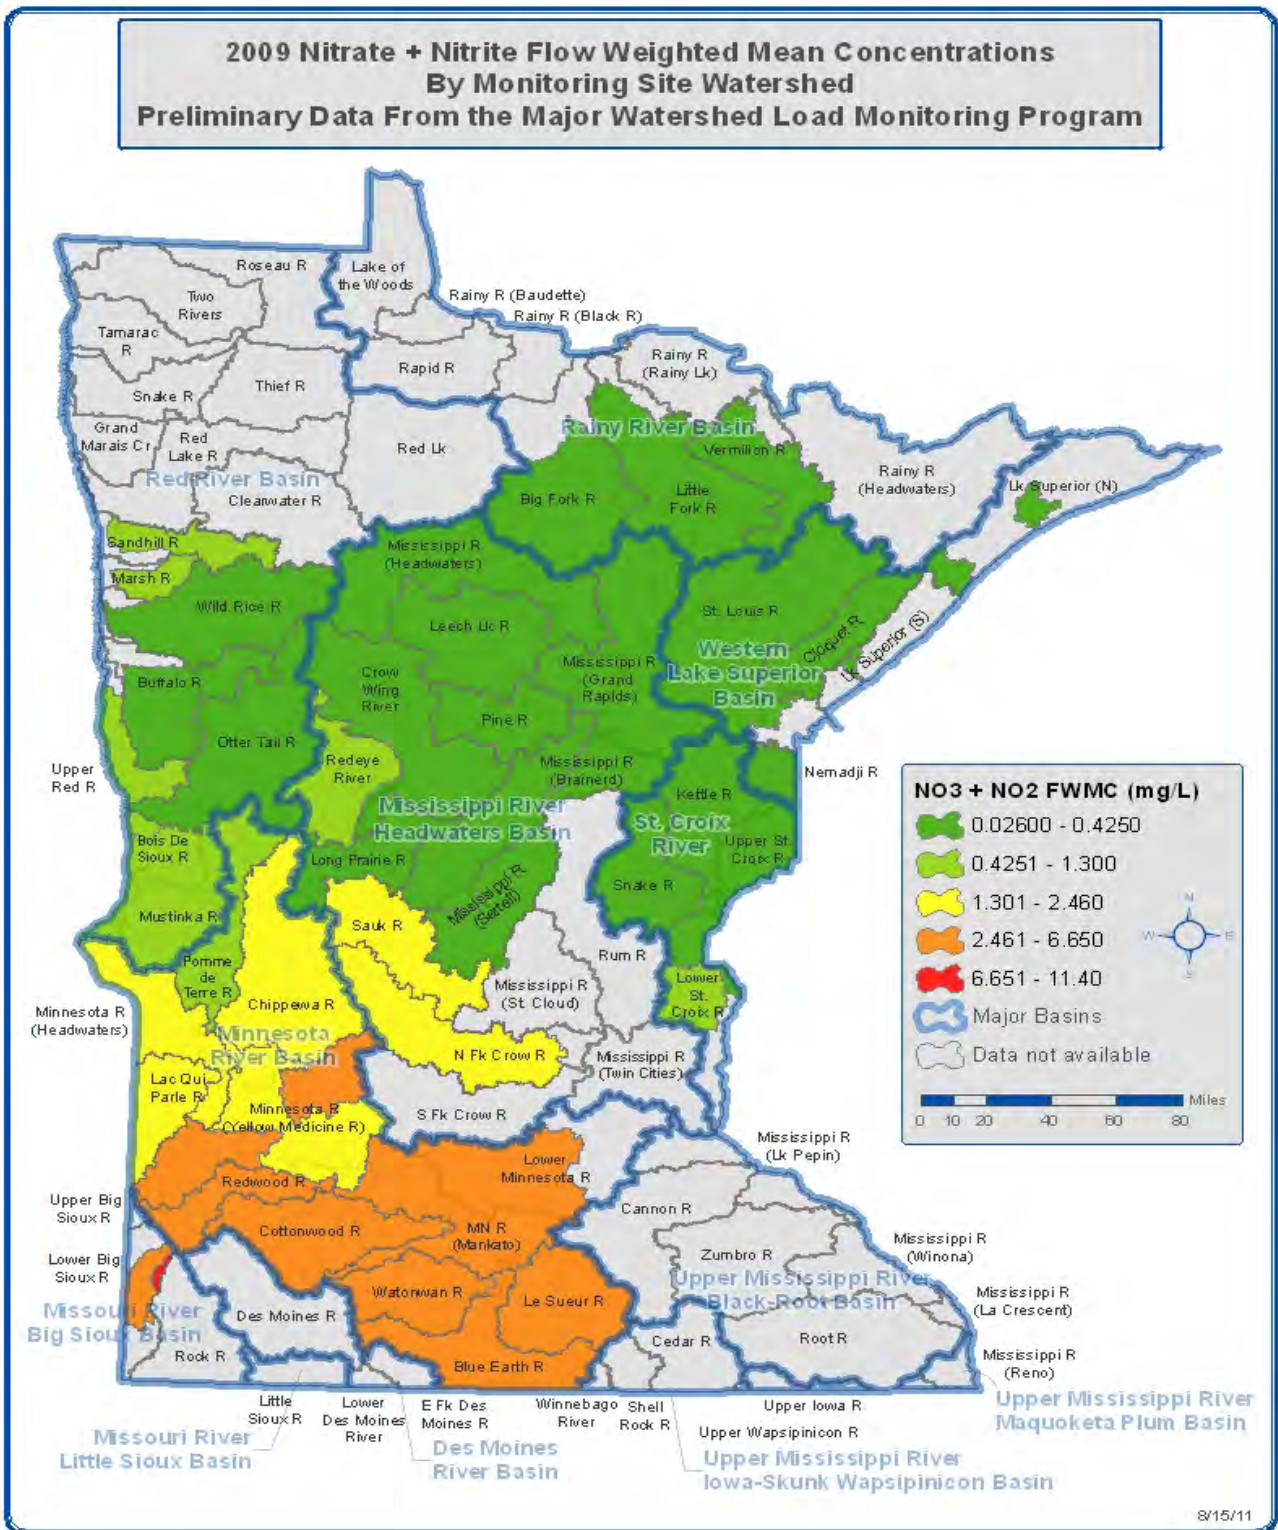 2009 Nitrate + Nitrite Flow Weighted Mean Concentrations
By Monitoring Site Watershed
Preliminary Data From the Major Watershed Load Monitoring Program
Roseau R
Lake of
the Woods
Two
Rivers
Rainy R (Baudette)
Rainy R (Black R)
Tamarac
R
Rapid R
Rainy R
(Rainy Lk)
Thief R
Snake R
Grand
Marais Cr
Red
Lake R
Red Lk
Rainy River Basin
Vermilion R
Red River Basin
Clearwater R
Rainy R
(Headwaters)
Lk Superior (N)
Big Fork R
Little
Fork R
Sandhill R
Mississippi R
(Headwaters)
Marsh R
Wild Rice R
Leech Lk R
St. Louis R
Cloquet R
Lk Superior (S)
Western
Lake Superior
Basin
Buffalo R
Crow
Wing
River
Mississippi R
(Grand
Rapids)
Pine R
Otter Tail R
Redeye
River
Mississippi R
(Brainerd)
Upper
Red R
Nemadji R
Kettle R
Mississippi River
Headwaters Basin
St. Croix
River
Bois De
Sioux R
Upper St.
Croix R
Long Prairie R
Mississippi R
(Sartell)
Snake R
Mustinka R
Sauk R
Rum R
Pomme
de
Terre R
Chippewa R
Mississippi R
(St. Cloud)
Lower
St.
Croix R
Minnesota R
(Headwaters)
Minnesota
River Basin
N Fk Crow R
Mississippi R
(Twin Cities)
Lac Qui
Parle R
Minnesota R
(Yellow Medicine R)
S Fk Crow R
Mississippi R
(Lk Pepin)
Lower
Minnesota R
Redwood R
Upper Big
Sioux R
Cottonwood R
MN R
(Mankato)
Cannon R
Mississippi R
(Winona)
Zumbro R
Lower Big
Sioux R
Watonwan R
Le Sueur R
Upper Mississippi River
Black-Root Basin
Mississippi R
(La Crescent)
Missouri River
Big Sioux Basin
Des Moines R
Cedar R
Root R
Rock R
Blue Earth R
Mississippi R
(Reno)
Little
Sioux R
Lower
Des Moines
River
E Fk Des
Moines R
Winnebago
River
Shell
Rock R
Upper Iowa R
Upper Wapsipinicon R
Upper Mississippi River
Maquoketa Plum Basin
Missouri River
Little Sioux Basin
Des Moines
River Basin
Upper Mississippi River
Iowa-Skunk Wapsipinicon Basin
NO3 + NO2 FWMC (mg/L)
0.02600 - 0.4250
0.4251 - 1.300
1.301 - 2.460
2.461 - 6.650
6.651 - 11.40
Major Basins
Data not available
N
W
E
S
Miles
0 10 20 40 60 80
8/15/11